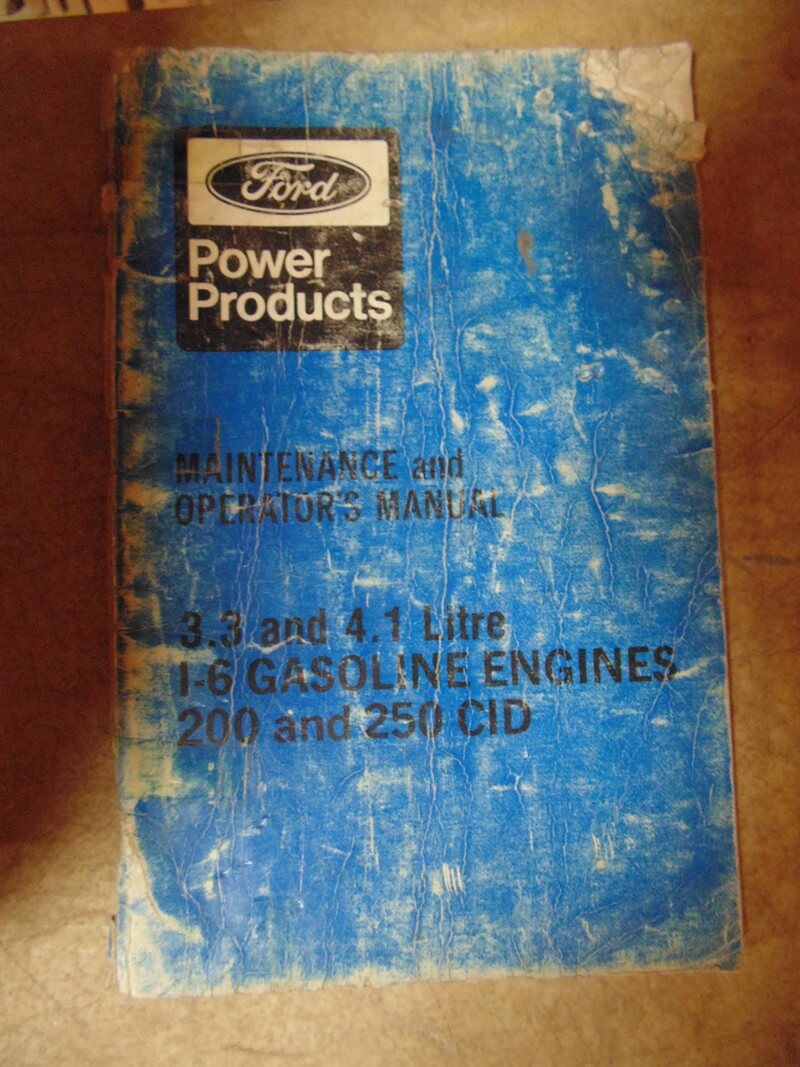 Ford
Power
Products
MAINTENANCE and
OPERATOR'S MANUAL
3.3 and 4.1 Litre
I-6 GASOLINE ENGINES
200 and 250 CID